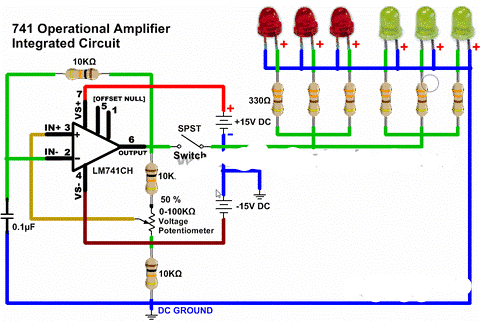 741 Operational Amplifier
Integrated Circuit
10KΩ
7
VS+
[OFFSET NULL]
5
1
IN+ 3
+
6
OUTPUT
IN- 2
-
LM741CH
4
VS-
SPST
Switch
+
+15V DC
-
330Ω
+
+
+
+
+
+
10K
50 %
0-100KΩ
Voltage
Potentiometer
-15V DC
0.1µF
10KΩ
DC GROUND